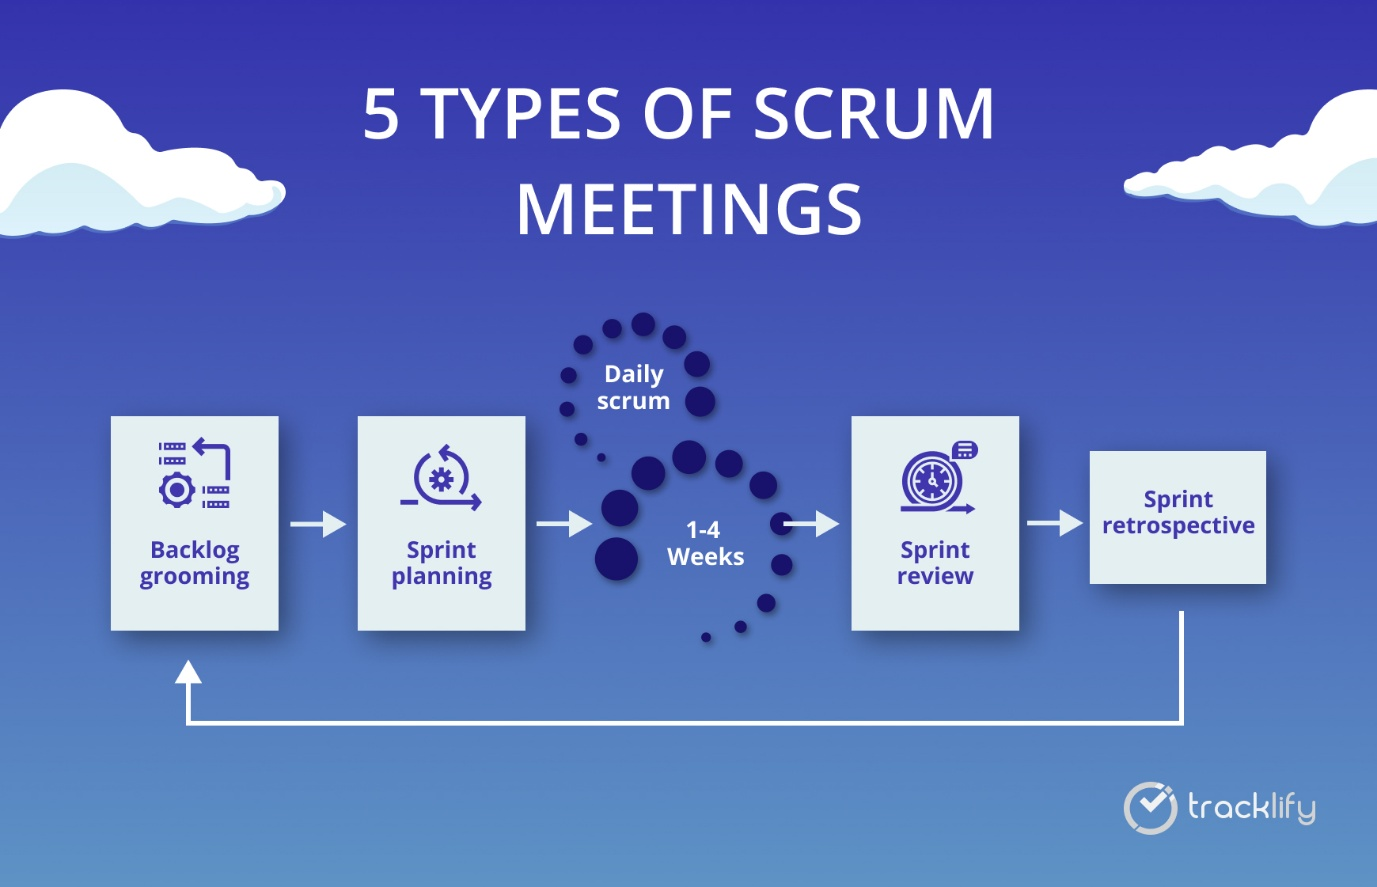 5 TYPES OF SCRUM
MEETINGS
Daily
scrum
1-4
Weeks
Backlog
grooming
Sprint
planning
Sprint
review
Sprint
retrospective
tracklify